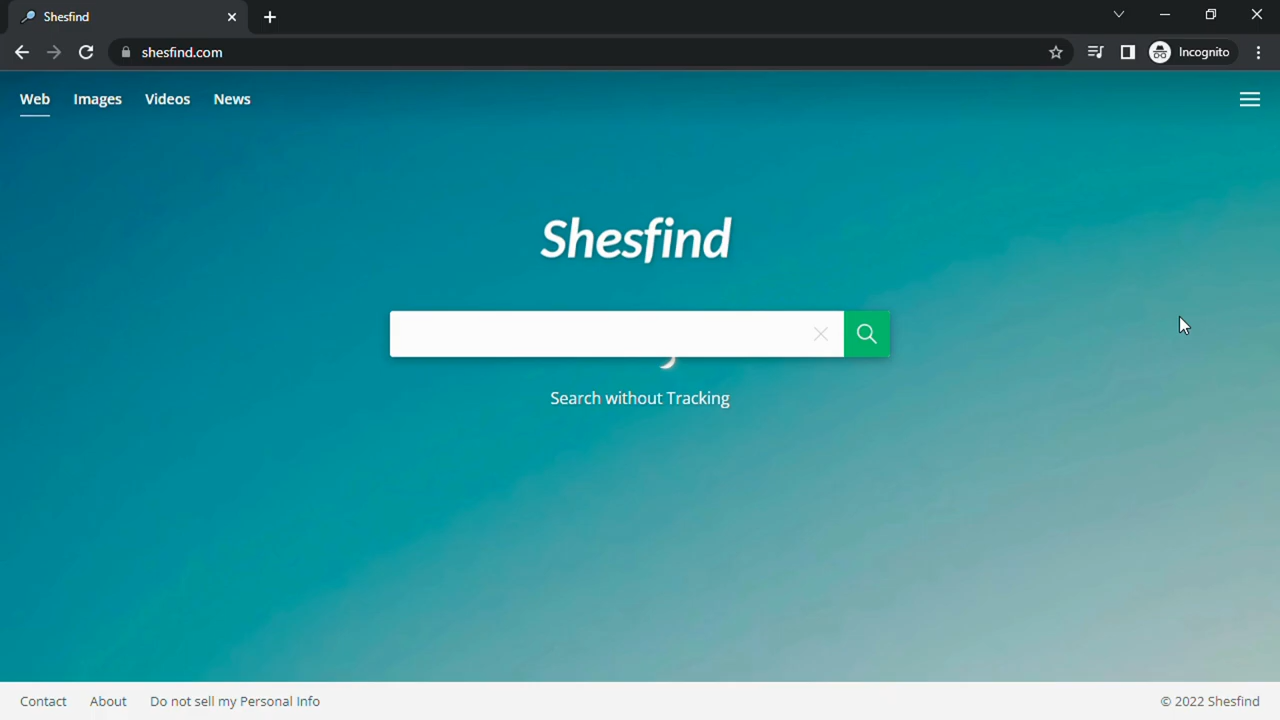 Shesfind
shesfind.com
Incognito
Web Images Videos News
Shesfind
Search without Tracking
Contact About Do not sell my Personal Info © 2022 Shesfind